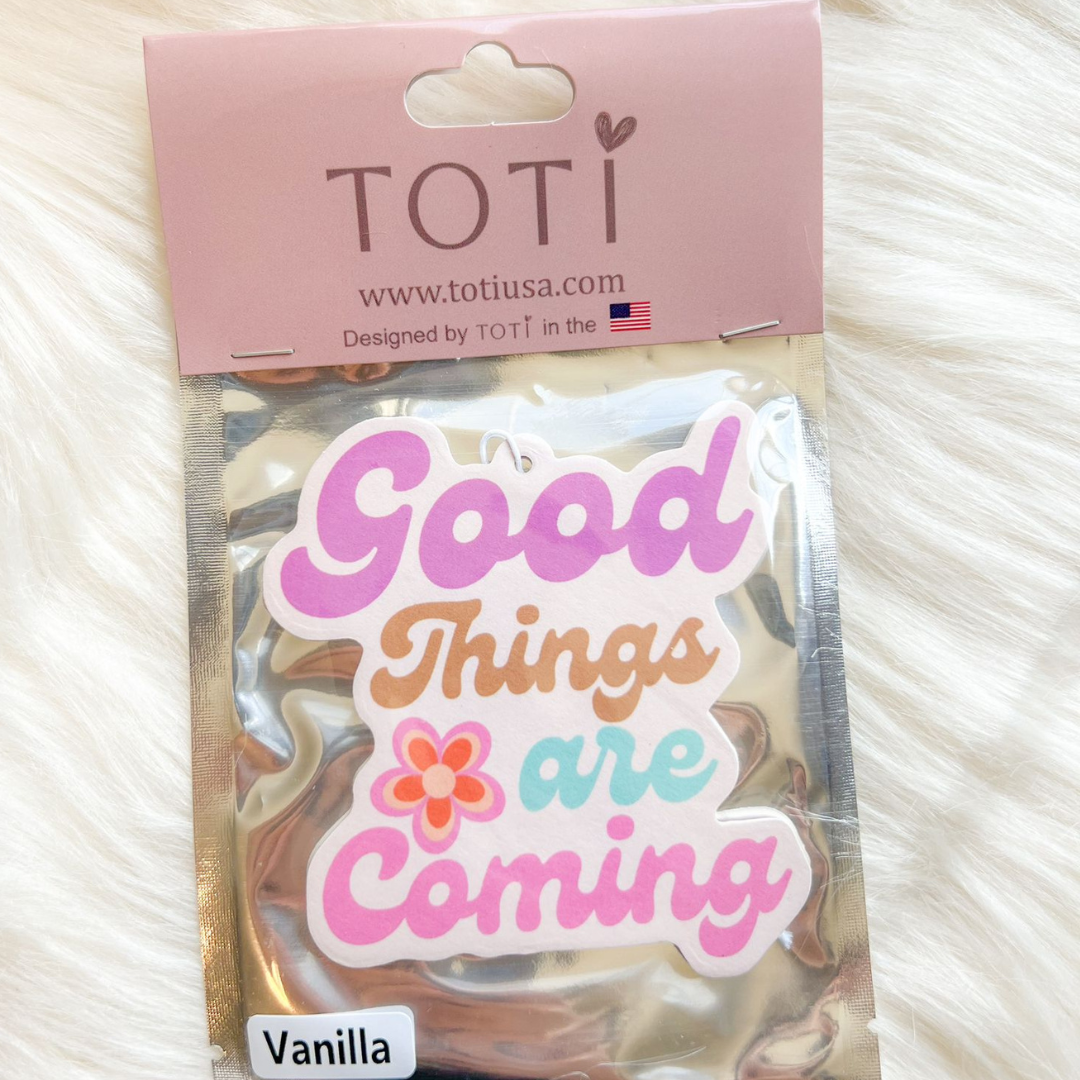 TOTI
www.totiusa.com
Designed by TOTI in the
Good
Things
are
Coming
Vanilla